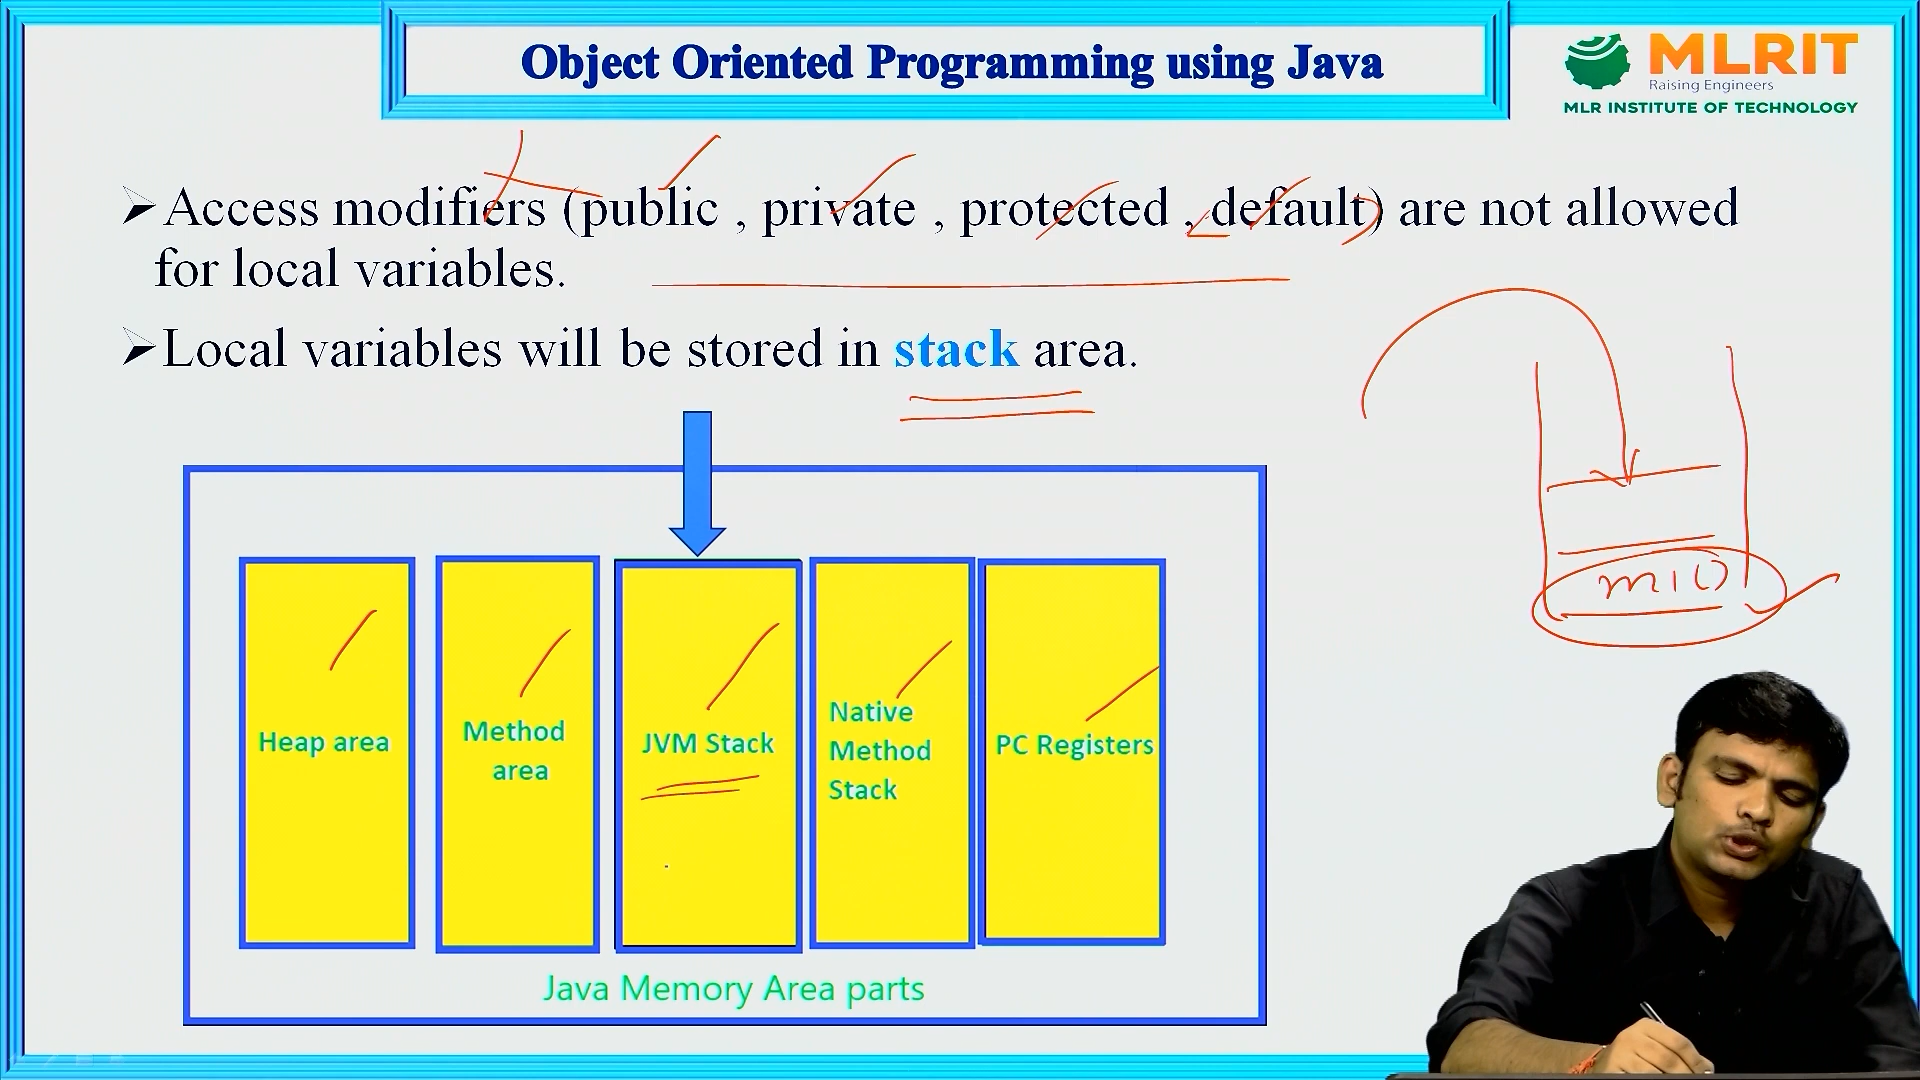 Object Oriented Programming using Java
MLRIT
Raising Engineers
MLR INSTITUTE OF TECHNOLOGY
➢Access modifiers (public , private , protected , default) are not allowed
for local variables.
➢Local variables will be stored in stack area.
m1()
Heap area
Method
area
JVM Stack
Native
Method
Stack
PC Registers
Java Memory Area parts